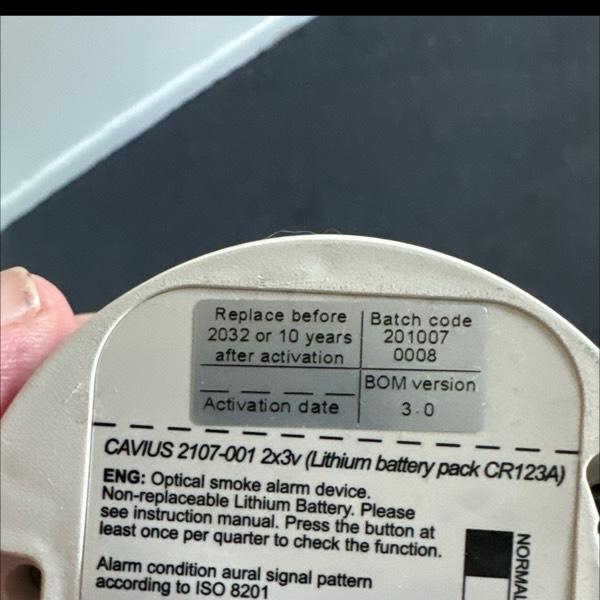 Replace before
2032 or 10 years
after activation
Activation date
Batch code
201007
0008
BOM version
3.0
CAVIUS 2107-001 2x3v (Lithium battery pack CR123A)
ENG: Optical smoke alarm device.
Non-replaceable Lithium Battery. Please
see instruction manual. Press the button at
least once per quarter to check the function.
Alarm condition aural signal pattern
according to ISO 8201